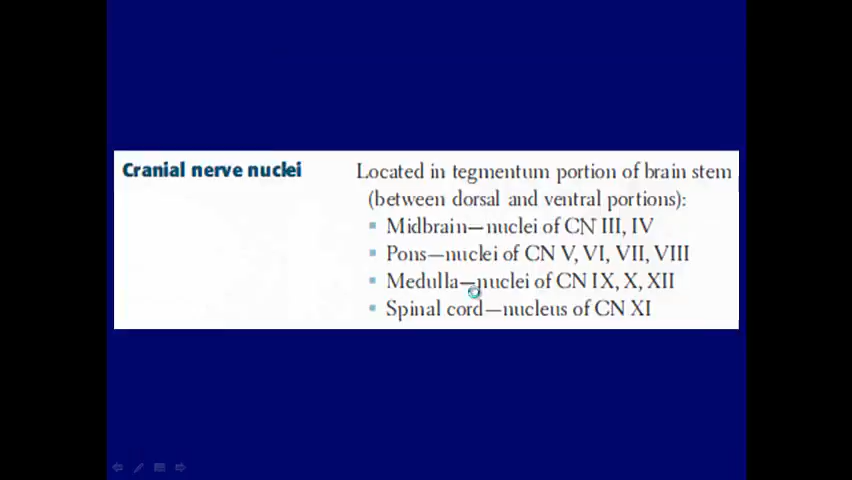 Cranial nerve nuclei
Located in tegmentum portion of brain stem
(between dorsal and ventral portions):
▪ Midbrain—nuclei of CN III, IV
▪ Pons—nuclei of CN V, VI, VII, VIII
▪ Medulla—nuclei of CN IX, X, XII
▪ Spinal cord—nucleus of CN XI